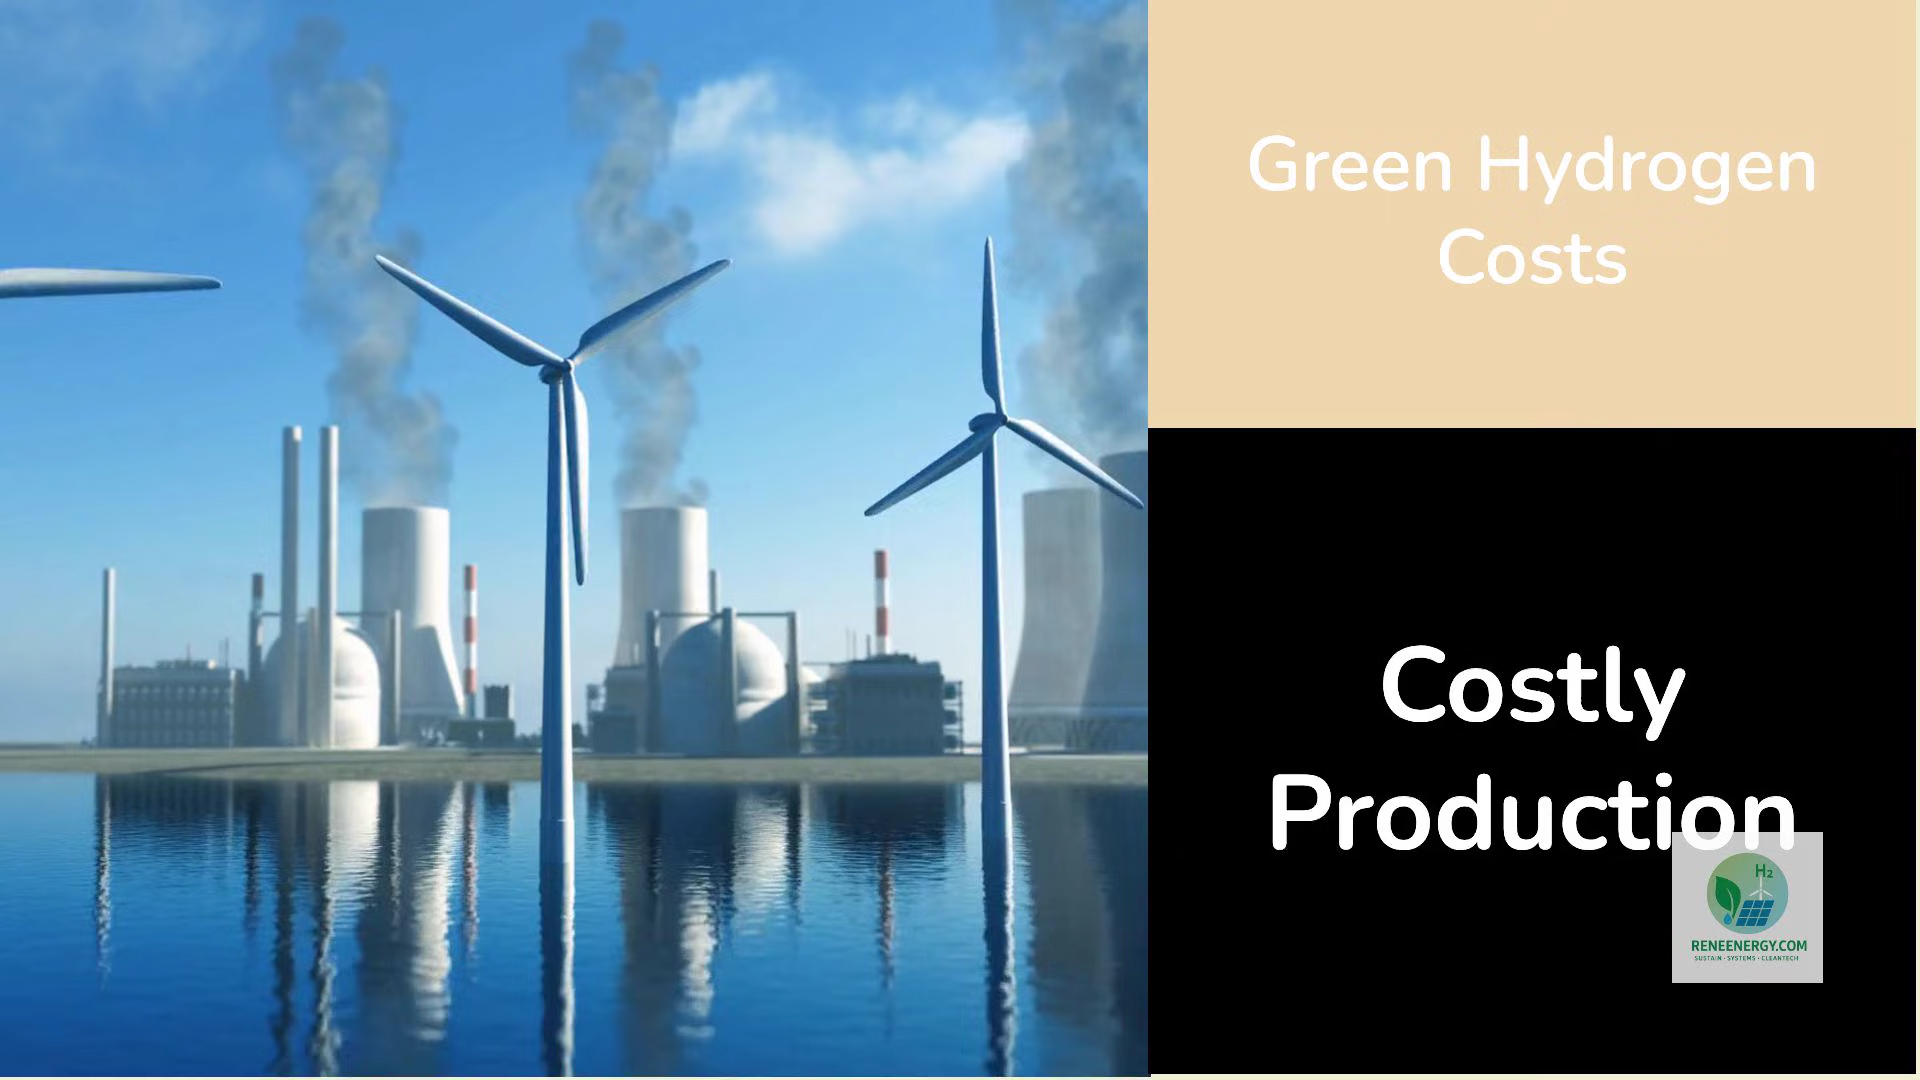 Green Hydrogen
Costs
Costly
Production
H₂
RENEENERGY.COM
SUSTAIN · SYSTEMS · CLEANTECH